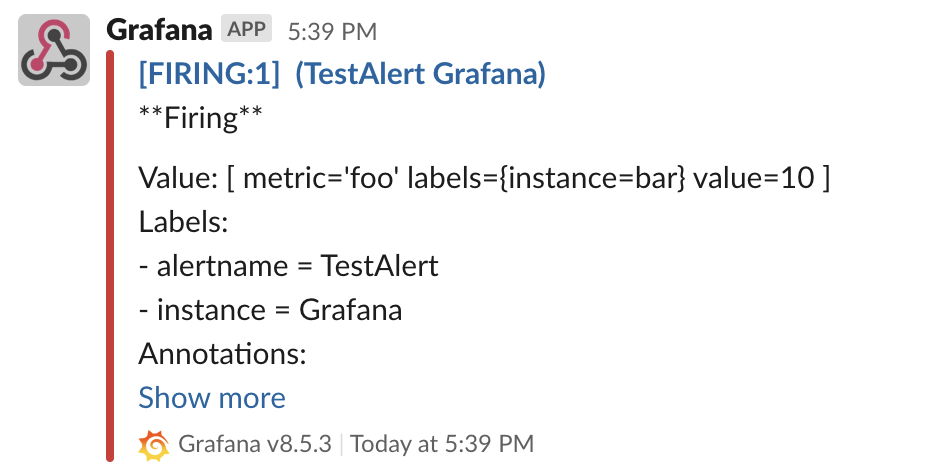 Grafana APP 5:39 PM
[FIRING:1] (TestAlert Grafana)
**Firing**
Value: [ metric='foo' labels={instance=bar} value=10 ]
Labels:
- alertname = TestAlert
- instance = Grafana
Annotations:
Show more
Grafana v8.5.3 | Today at 5:39 PM